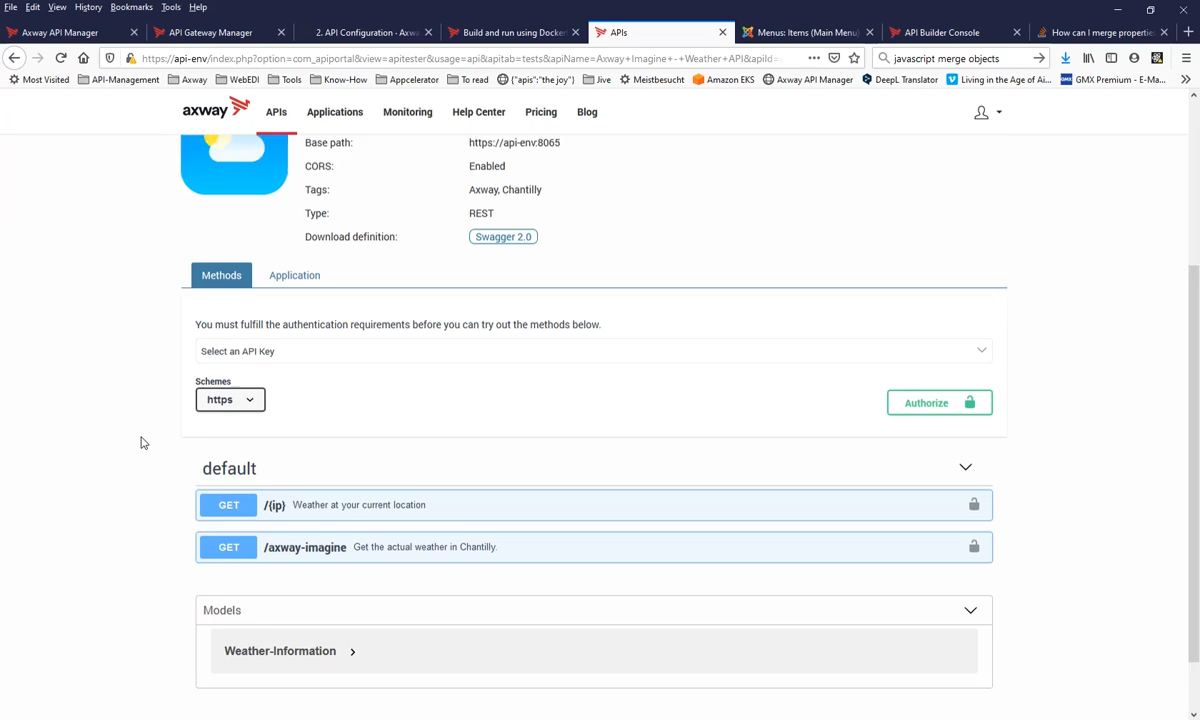 File Edit View History Bookmarks Tools Help
Axway API Manager
API Gateway Manager
2. API Configuration - Axw
Build and run using Docker
APIs
Menus: Items (Main Menu)
API Builder Console
How can I merge propertie
https://api-env/Axway/index.php?option=com_apiportal&view=apitester&usage=api&apitab=tests&apiName=Axway+Imagine+-+Weather+API&apiId=
javascript merge objects
Most Visited
API-Management
Axway
WebEDI
Tools
Know-How
Appcelerator
To read
{"apis":"the joy"}
Jive
Meistbesucht
Amazon EKS
Axway API Manager
DeepL Translator
Living in the Age of Ai...
GMX Premium - E-Ma...
axway
APIs
Applications
Monitoring
Help Center
Pricing
Blog
Base path: https://api-env:8065
CORS: Enabled
Tags: Axway, Chantilly
Type: REST
Download definition: Swagger 2.0
Methods
Application
You must fulfill the authentication requirements before you can try out the methods below.
Select an API Key
Schemes
https
Authorize
default
GET /{ip} Weather at your current location
GET /axway-imagine Get the actual weather in Chantilly.
Models
Weather-Information